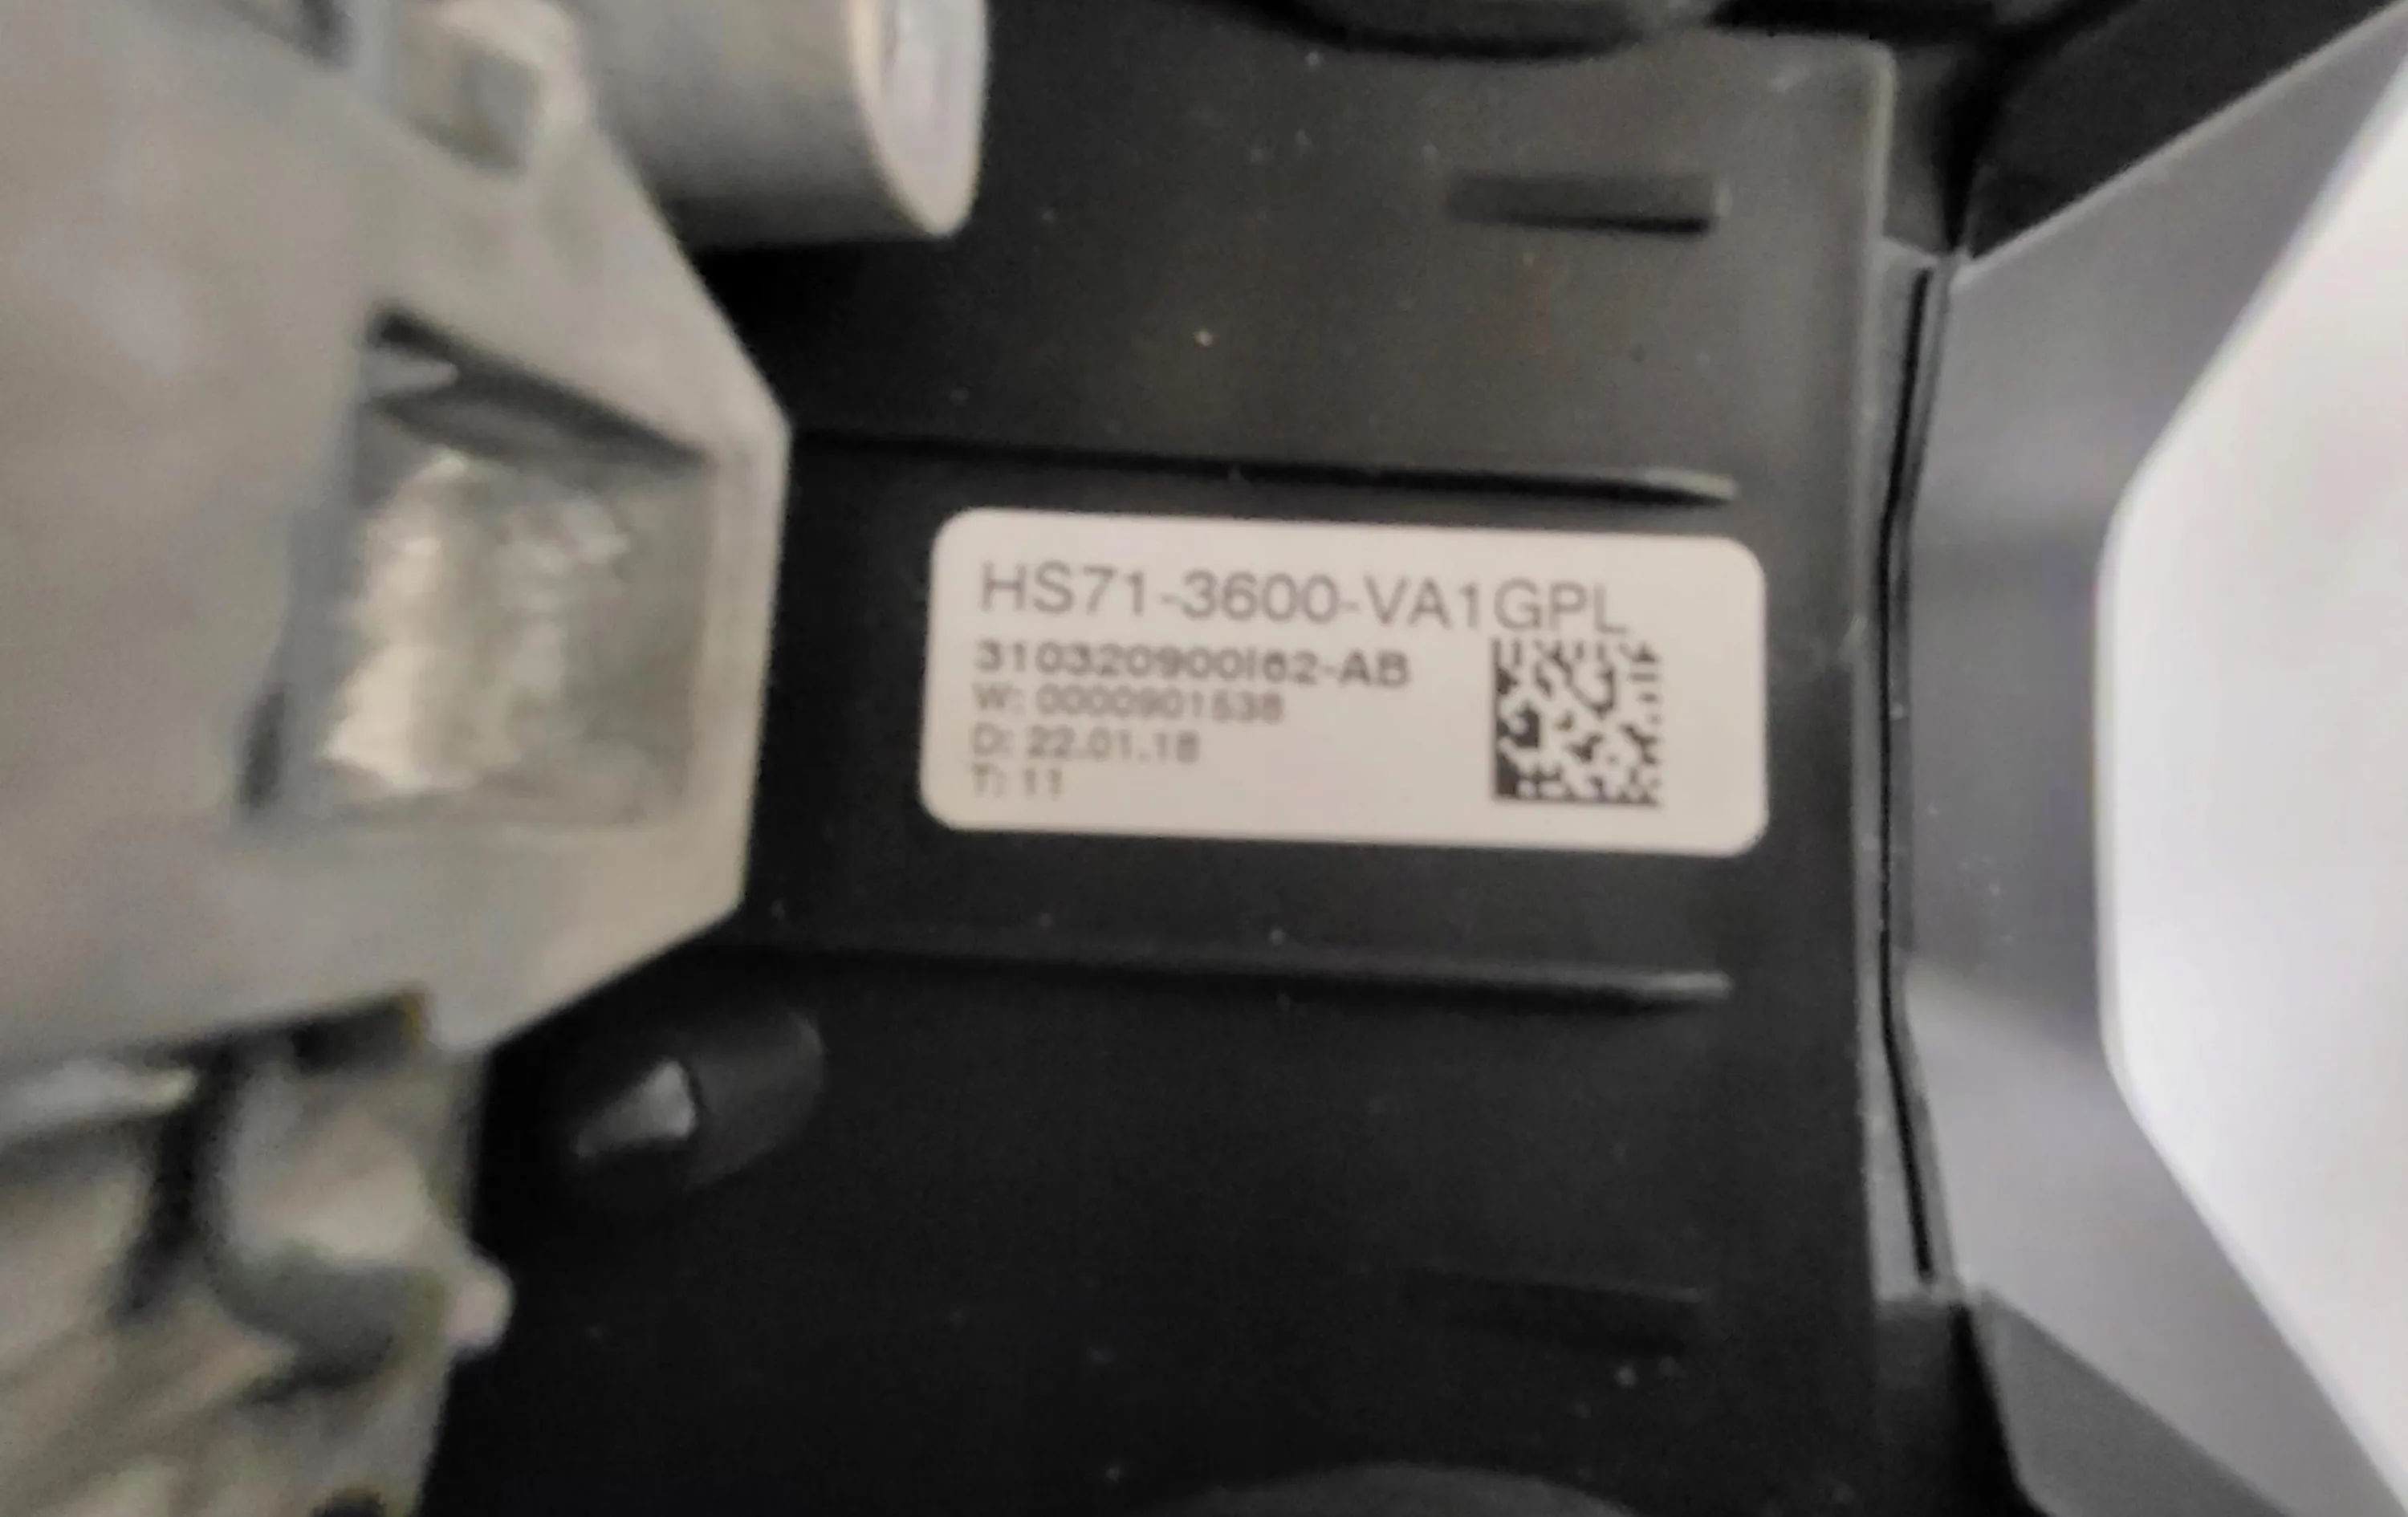 HS71-3600-VA1GPL
310320900I62-AB
W: 0000901538
D: 22.01.18
T: 11